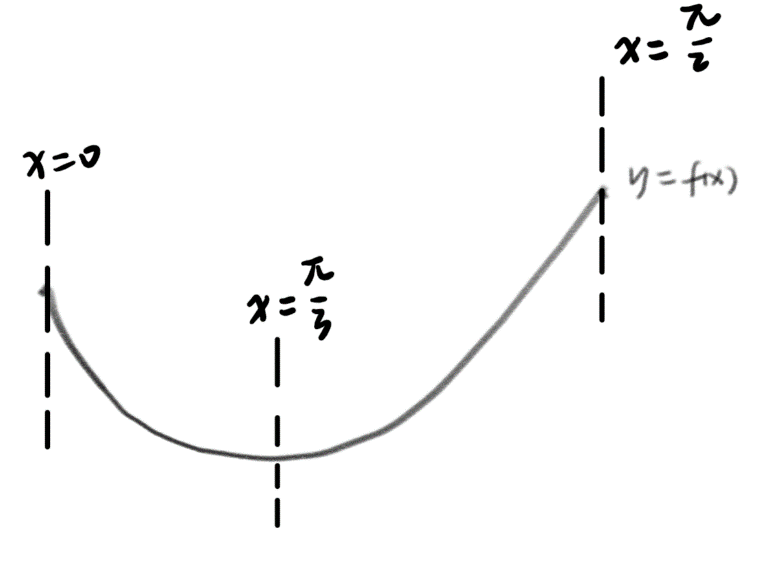 x = π/2
x = 0
y = f(x)
x = π/3